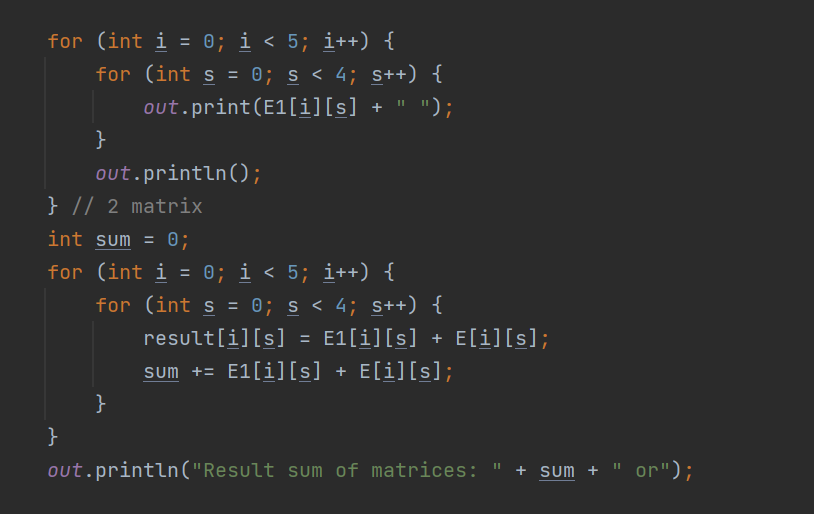 for (int i = 0; i < 5; i++) {
    for (int s = 0; s < 4; s++) {
        out.print(E1[i][s] + " ");
    }
    out.println();
} // 2 matrix
int sum = 0;
for (int i = 0; i < 5; i++) {
    for (int s = 0; s < 4; s++) {
        result[i][s] = E1[i][s] + E[i][s];
        sum += E1[i][s] + E[i][s];
    }
}
out.println("Result sum of matrices: " + sum + " or");